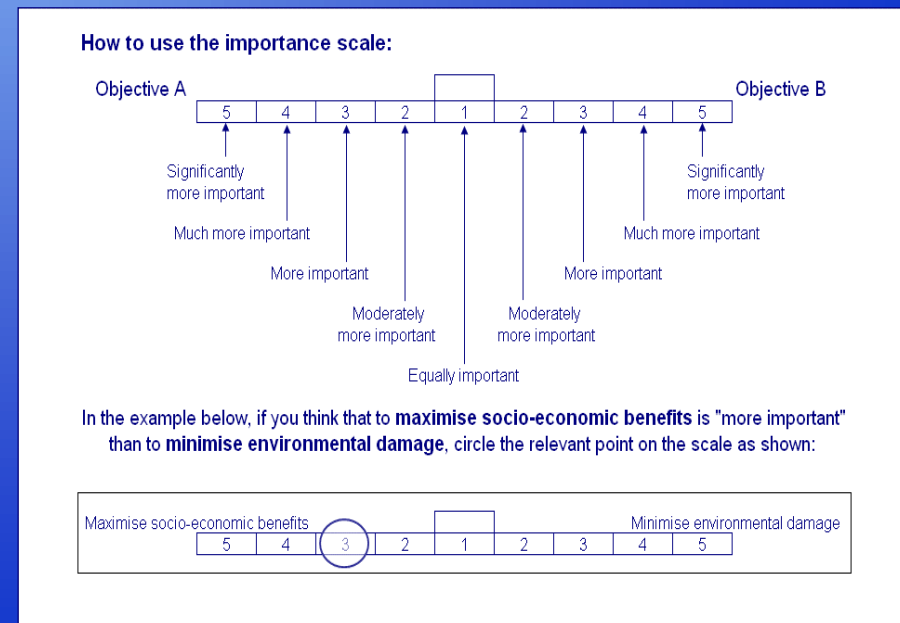 How to use the importance scale:
Objective A
Objective B
5 4 3 2 1 2 3 4 5
Significantly
more important
Significantly
more important
Much more important
Much more important
More important
More important
Moderately
more important
Moderately
more important
Equally important
In the example below, if you think that to maximise socio-economic benefits is "more important"
than to minimise environmental damage, circle the relevant point on the scale as shown:
Maximise socio-economic benefits
Minimise environmental damage
5 4 3 2 1 2 3 4 5